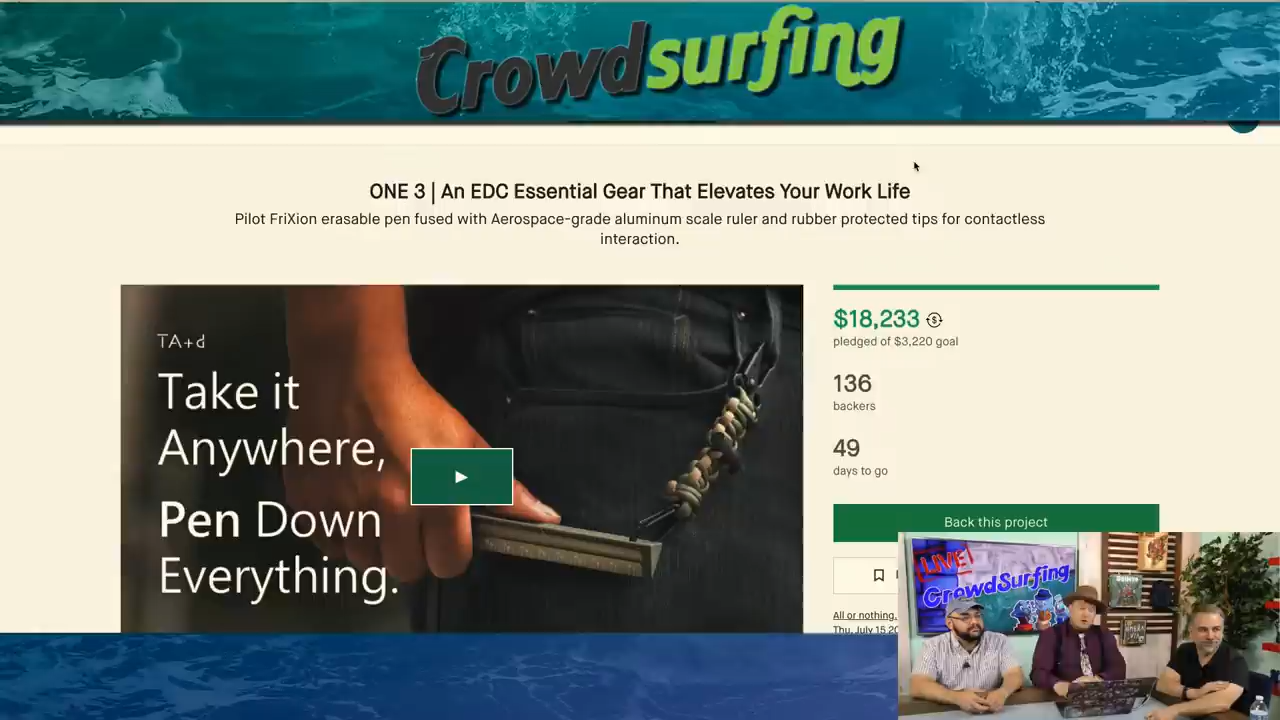 Crowdsurfing
ONE 3 | An EDC Essential Gear That Elevates Your Work Life
Pilot FriXion erasable pen fused with Aerospace-grade aluminum scale ruler and rubber protected tips for contactless
interaction.
TA+d
Take it
Anywhere,
Pen Down
Everything.
$18,233
pledged of $3,220 goal
136
backers
49
days to go
Back this project
All or nothing.
Thu, July 15 20
LIVE!
CrowdSurfing